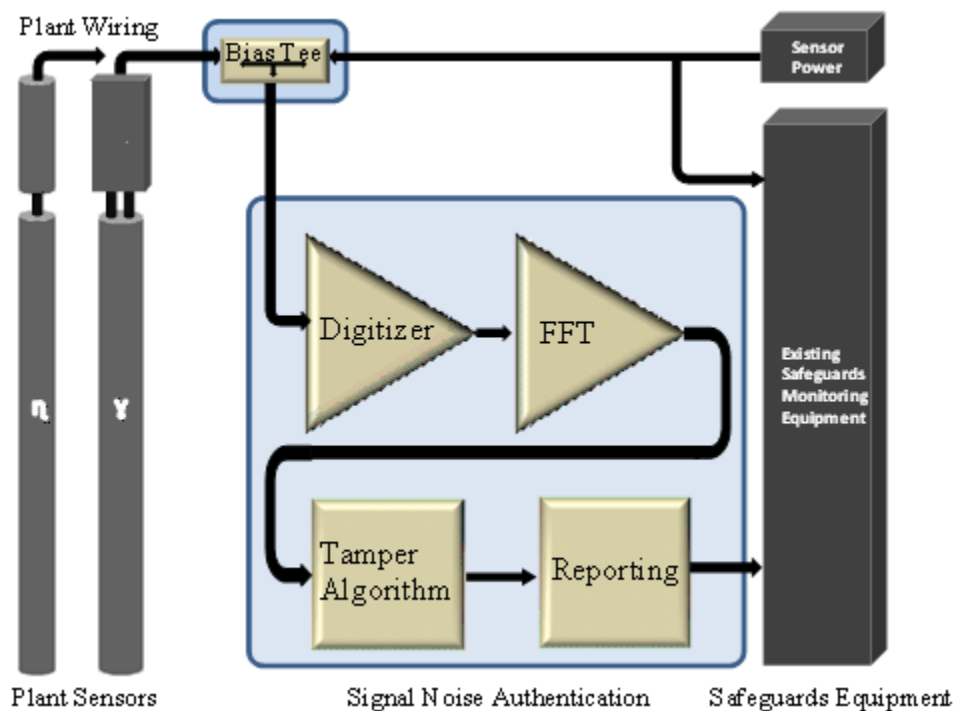 Plant Wiring
Bias Tee
Sensor
Power
Digitizer
FFT
Existing
Safeguards
Monitoring
Equipment
η
γ
Tamper
Algorithm
Reporting
Plant Sensors
Signal Noise Authentication
Safeguards Equipment